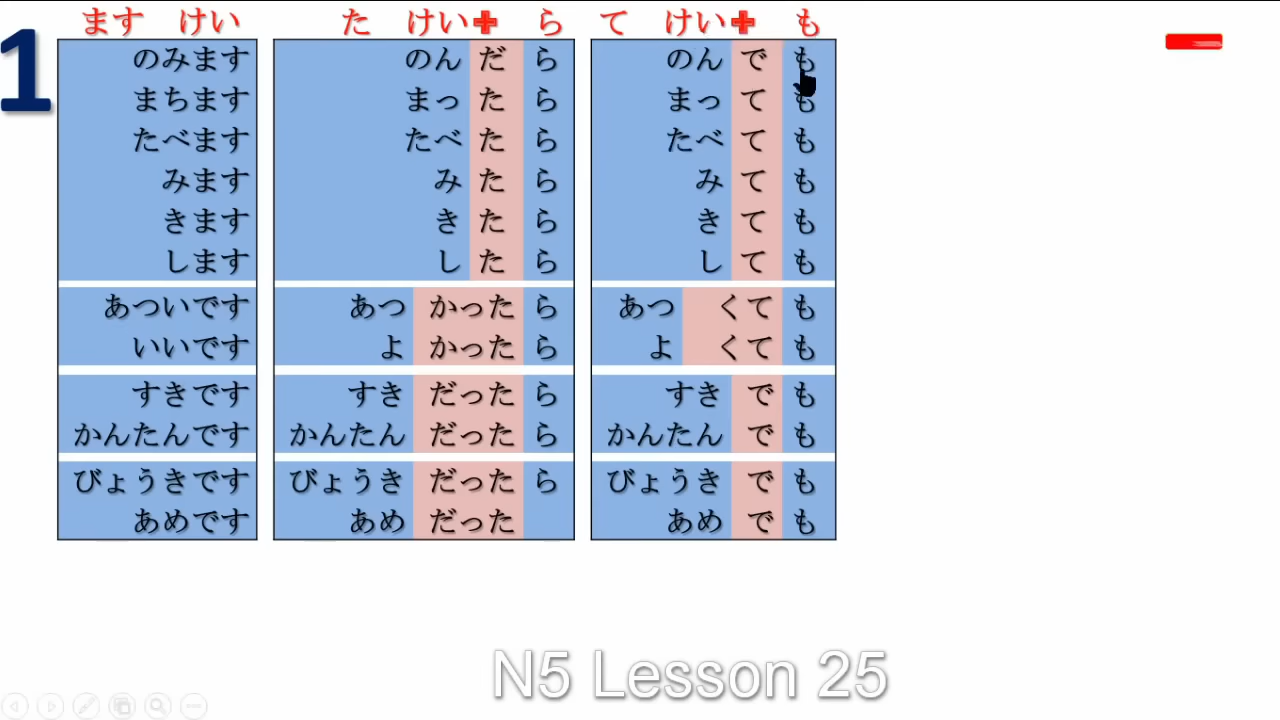 ます けい た けい+ ら て けい+ も
1
のみます のんだら のんでも
まちます まったら まっても
たべます たべたら たべても
みます みたら みても
きます きたら きても
します したら しても
あついです あつかったら あつくても
いいです よかったら よくても
すきです すきだったら すきでも
かんたんです かんたんだったら かんたんでも
びょうきです びょうきだったら びょうきでも
あめです あめだった あめでも
N5 Lesson 25